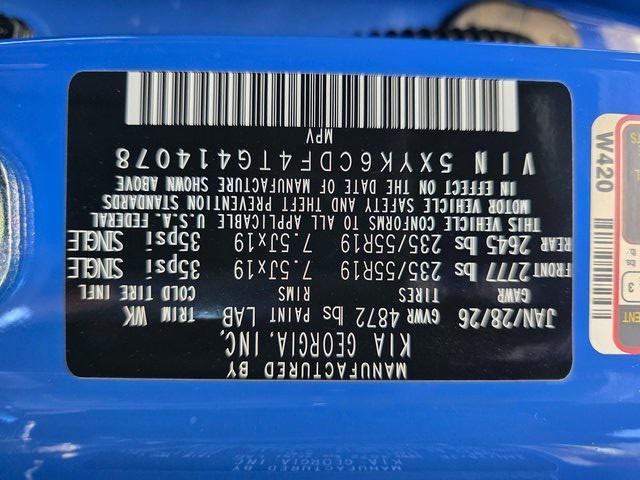 MANUFACTURED BY
KIA GEORGIA, INC.
JAN/28/26 GVWR 4872 lbs PAINT LAB TRIM WK
GAWR TIRES RIMS COLD TIRE INFL
FRONT 2777 lbs 235/55R19 7.5Jx19 35psi SINGLE
REAR 2645 lbs 235/55R19 7.5Jx19 35psi SINGLE
THIS VEHICLE CONFORMS TO ALL APPLICABLE U.S.A. FEDERAL
MOTOR VEHICLE SAFETY AND THEFT PREVENTION STANDARDS
IN EFFECT ON THE DATE OF MANUFACTURE SHOWN ABOVE
VIN 5XYK6CDF4TG414078
MPV
W420
3